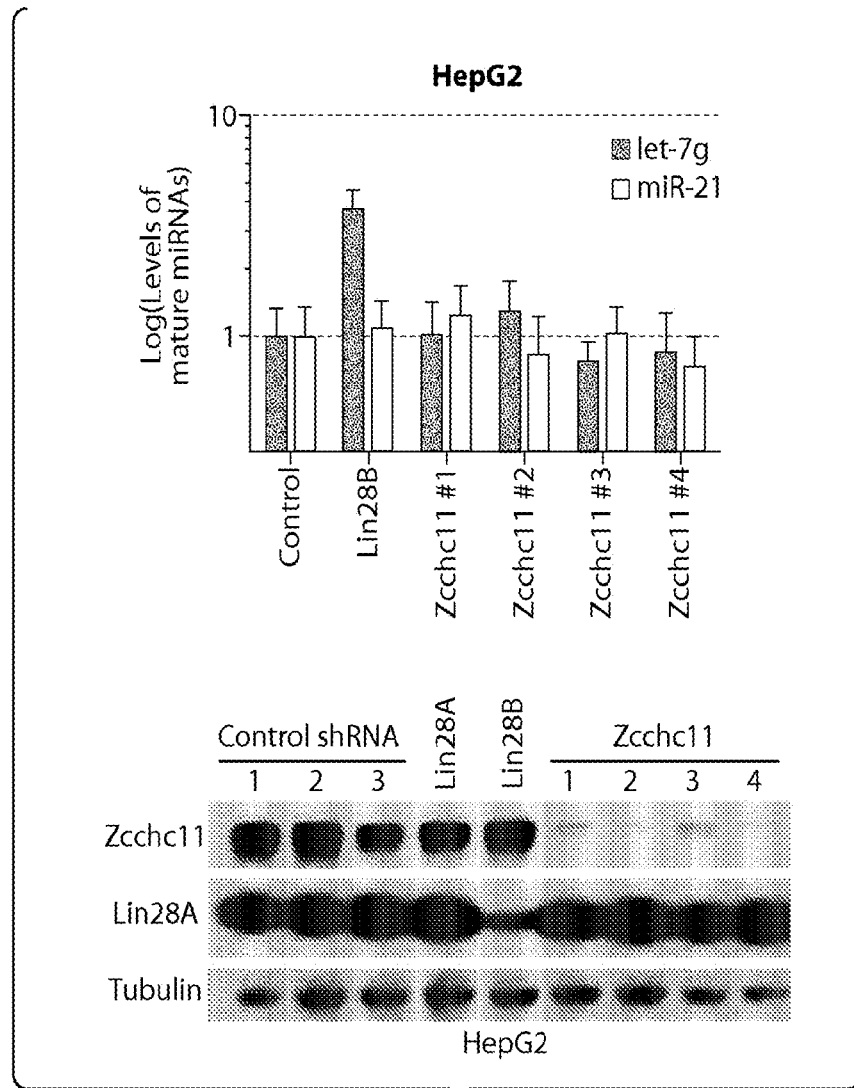 HepG2
10
1
Log(Levels of
mature miRNAs)
let-7g
miR-21
Control
Lin28B
Zcchc11 #1
Zcchc11 #2
Zcchc11 #3
Zcchc11 #4
Control shRNA
Lin28A
Lin28B
Zcchc11
1 2 3 1 2 3 4
Zcchc11
Lin28A
Tubulin
HepG2